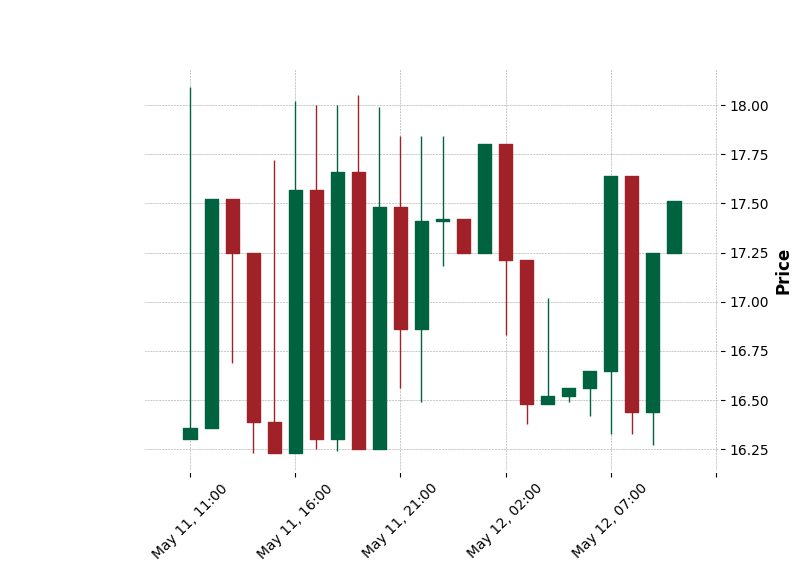 18.00
17.75
17.50
17.25
17.00
16.75
16.50
16.25
Price
May 11, 11:00
May 11, 16:00
May 11, 21:00
May 12, 02:00
May 12, 07:00